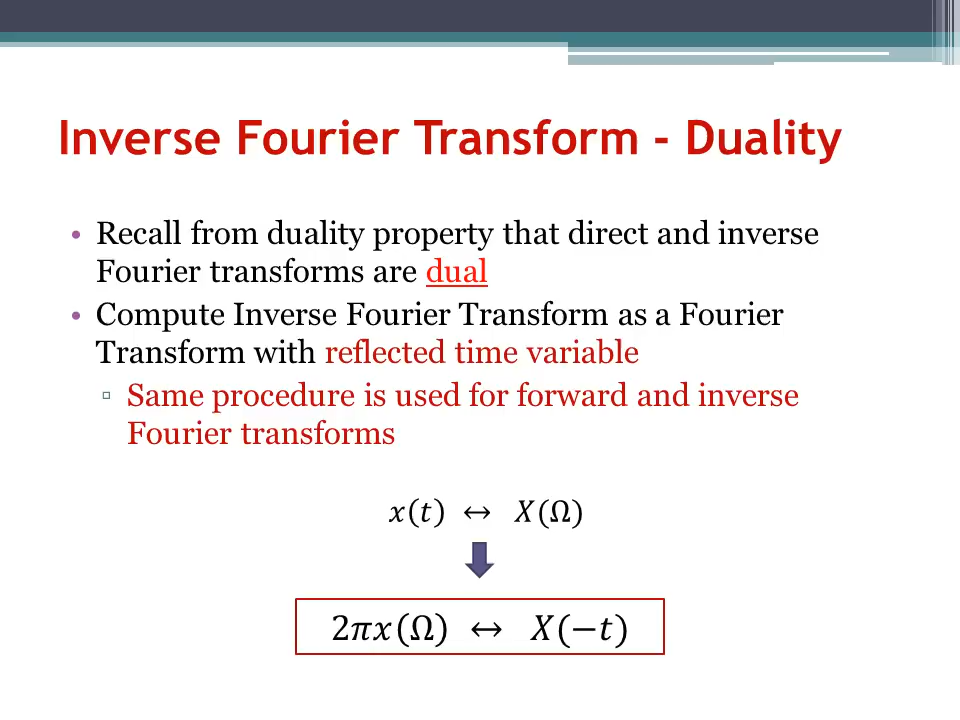 Inverse Fourier Transform - Duality
• Recall from duality property that direct and inverse
Fourier transforms are dual
• Compute Inverse Fourier Transform as a Fourier
Transform with reflected time variable
▫ Same procedure is used for forward and inverse
Fourier transforms
𝑥(𝑡) ↔ 𝑋(Ω)
2𝜋𝑥(Ω) ↔ 𝑋(−𝑡)